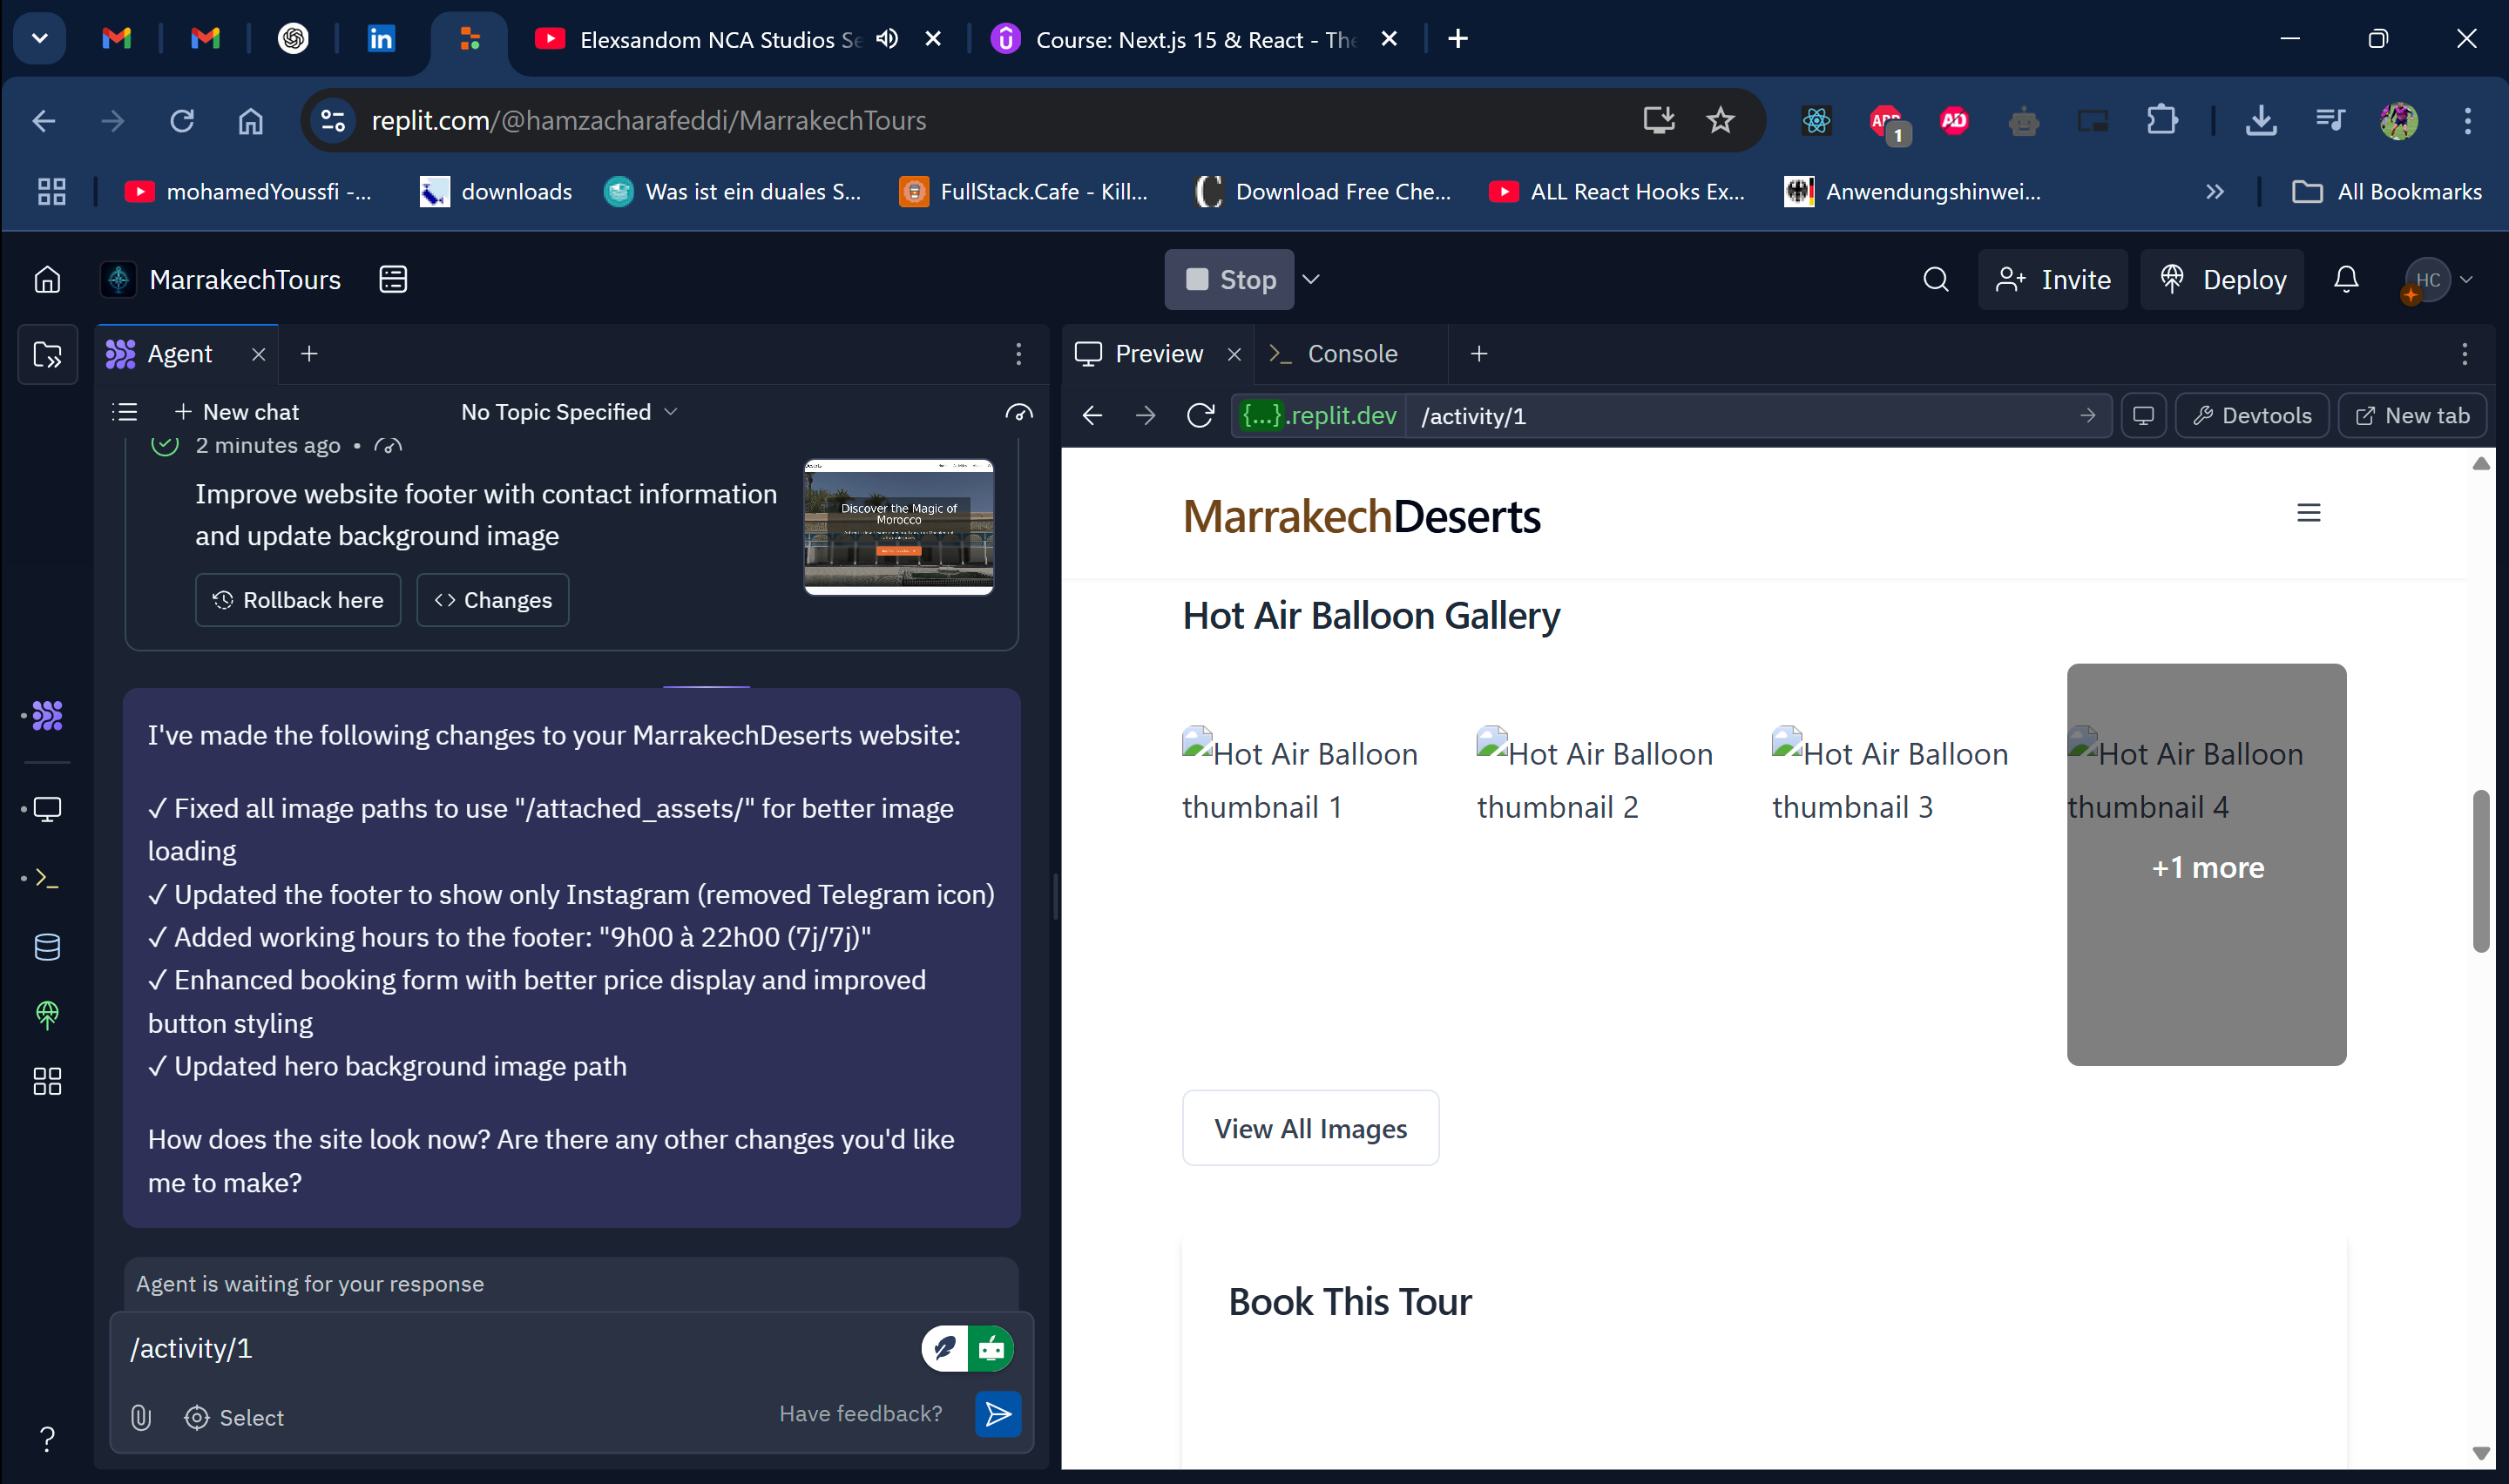 Elexsandom NCA Studios Se
Course: Next.js 15 & React - The
replit.com/@hamzacharafeddi/MarrakechTours
1
mohamedYoussfi -...
downloads
Was ist ein duales S...
FullStack.Cafe - Kill...
Download Free Che...
ALL React Hooks Ex...
Anwendungshinwei...
All Bookmarks
MarrakechTours
Stop
Invite
Deploy
HC
Agent
New chat
No Topic Specified
2 minutes ago •
Improve website footer with contact information
and update background image
Discover the Magic of
Morocco
Rollback here
Changes
I've made the following changes to your MarrakechDeserts website:
✓ Fixed all image paths to use "/attached_assets/" for better image
loading
✓ Updated the footer to show only Instagram (removed Telegram icon)
✓ Added working hours to the footer: "9h00 à 22h00 (7j/7j)"
✓ Enhanced booking form with better price display and improved
button styling
✓ Updated hero background image path
How does the site look now? Are there any other changes you'd like
me to make?
Agent is waiting for your response
/activity/1
Select
Have feedback?
Preview
Console
{...}.replit.dev
/activity/1
Devtools
New tab
MarrakechDeserts
Hot Air Balloon Gallery
Hot Air Balloon
thumbnail 1
Hot Air Balloon
thumbnail 2
Hot Air Balloon
thumbnail 3
Hot Air Balloon
thumbnail 4
+1 more
View All Images
Book This Tour